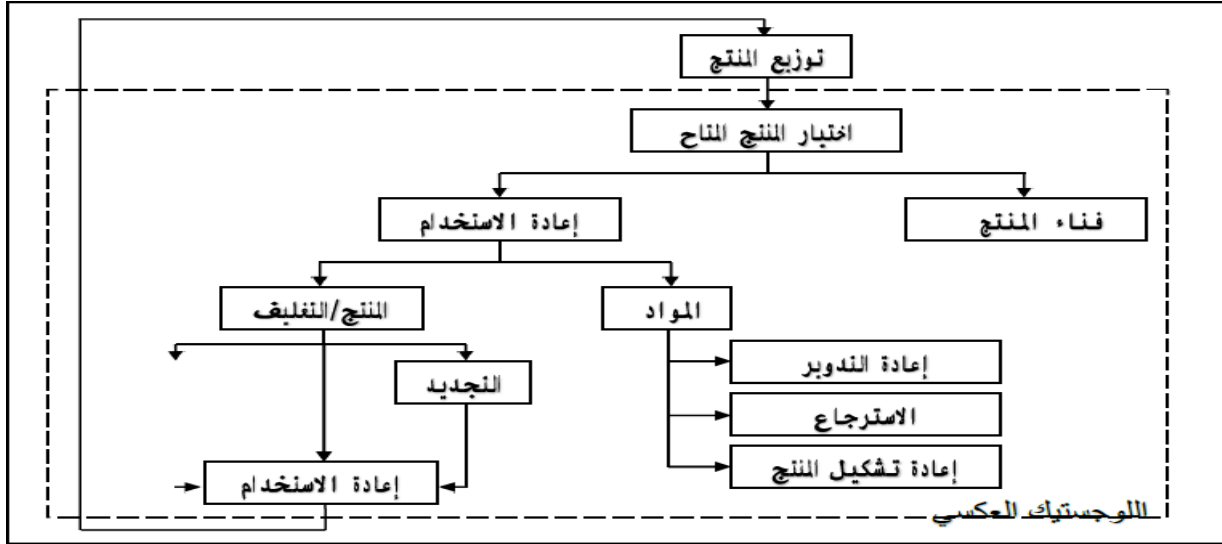 توزيع المنتج
اختبار المنتج المتاح
إعادة الاستخدام
فناء المنتج
المنتج/التغليف
المواد
إعادة التدوير
التجديد
الاسترجاع
إعادة تشكيل المنتج
إعادة الاستخدام
اللوجستيك العكسي